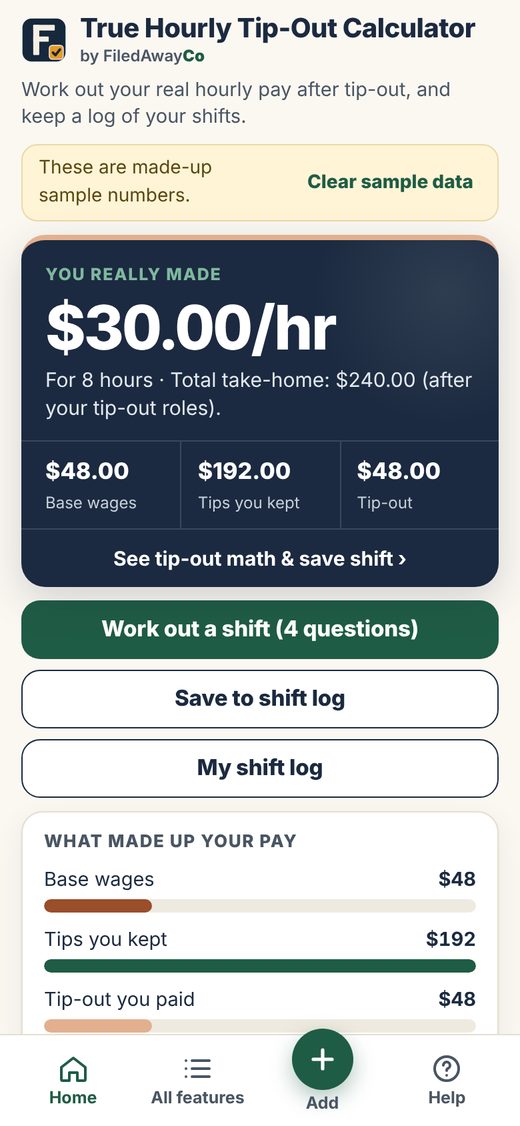 True Hourly Tip-Out Calculator
by FiledAwayCo
Work out your real hourly pay after tip-out, and
keep a log of your shifts.
These are made-up
sample numbers.
Clear sample data
YOU REALLY MADE
$30.00/hr
For 8 hours · Total take-home: $240.00 (after
your tip-out roles).
$48.00
Base wages
$192.00
Tips you kept
$48.00
Tip-out
See tip-out math & save shift ›
Work out a shift (4 questions)
Save to shift log
My shift log
WHAT MADE UP YOUR PAY
Base wages $48
Tips you kept $192
Tip-out you paid $48
Home
All features
Add
Help